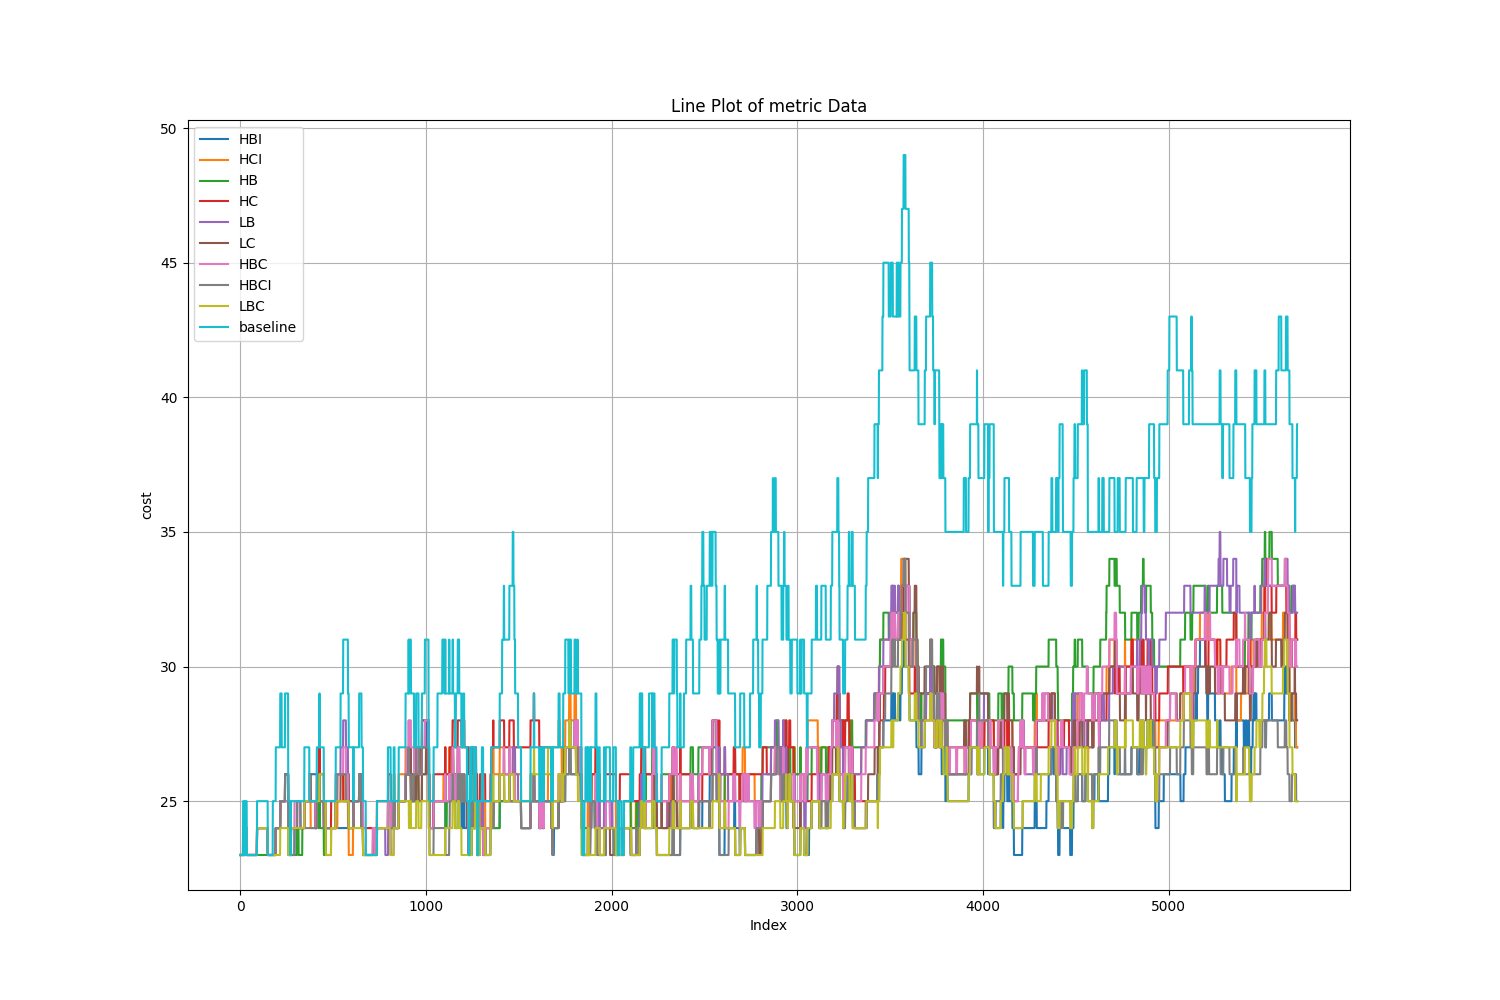 Line Plot of metric Data
50
45
40
35
30
25
cost
HBI
HCI
HB
HC
LB
LC
HBC
HBCI
LBC
baseline
0 1000 2000 3000 4000 5000
Index